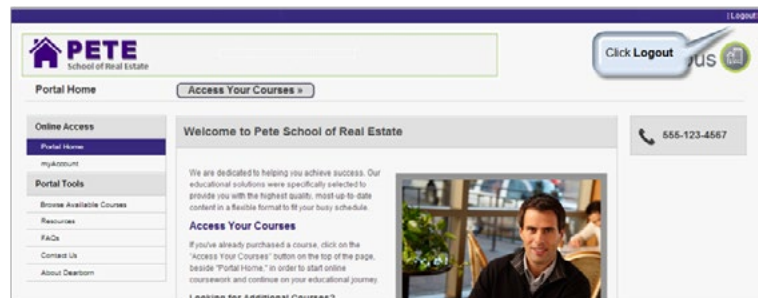 | Logout
PETE
School of Real Estate
Click Logout
pus
Portal Home
Access Your Courses »
Online Access
Portal Home
myAccount
Portal Tools
Browse Available Courses
Resources
FAQs
Contact Us
About Dearborn
Welcome to Pete School of Real Estate
We are dedicated to helping you achieve success. Our
educational solutions were specifically selected to
provide you with the highest quality, most-up-to-date
content in a flexible format to fit your busy schedule.
Access Your Courses
If you've already purchased a course, click on the
"Access Your Courses" button on the top of the page,
beside "Portal Home," in order to start online
coursework and continue on your educational journey.
Looking for Additional Courses?
555-123-4567